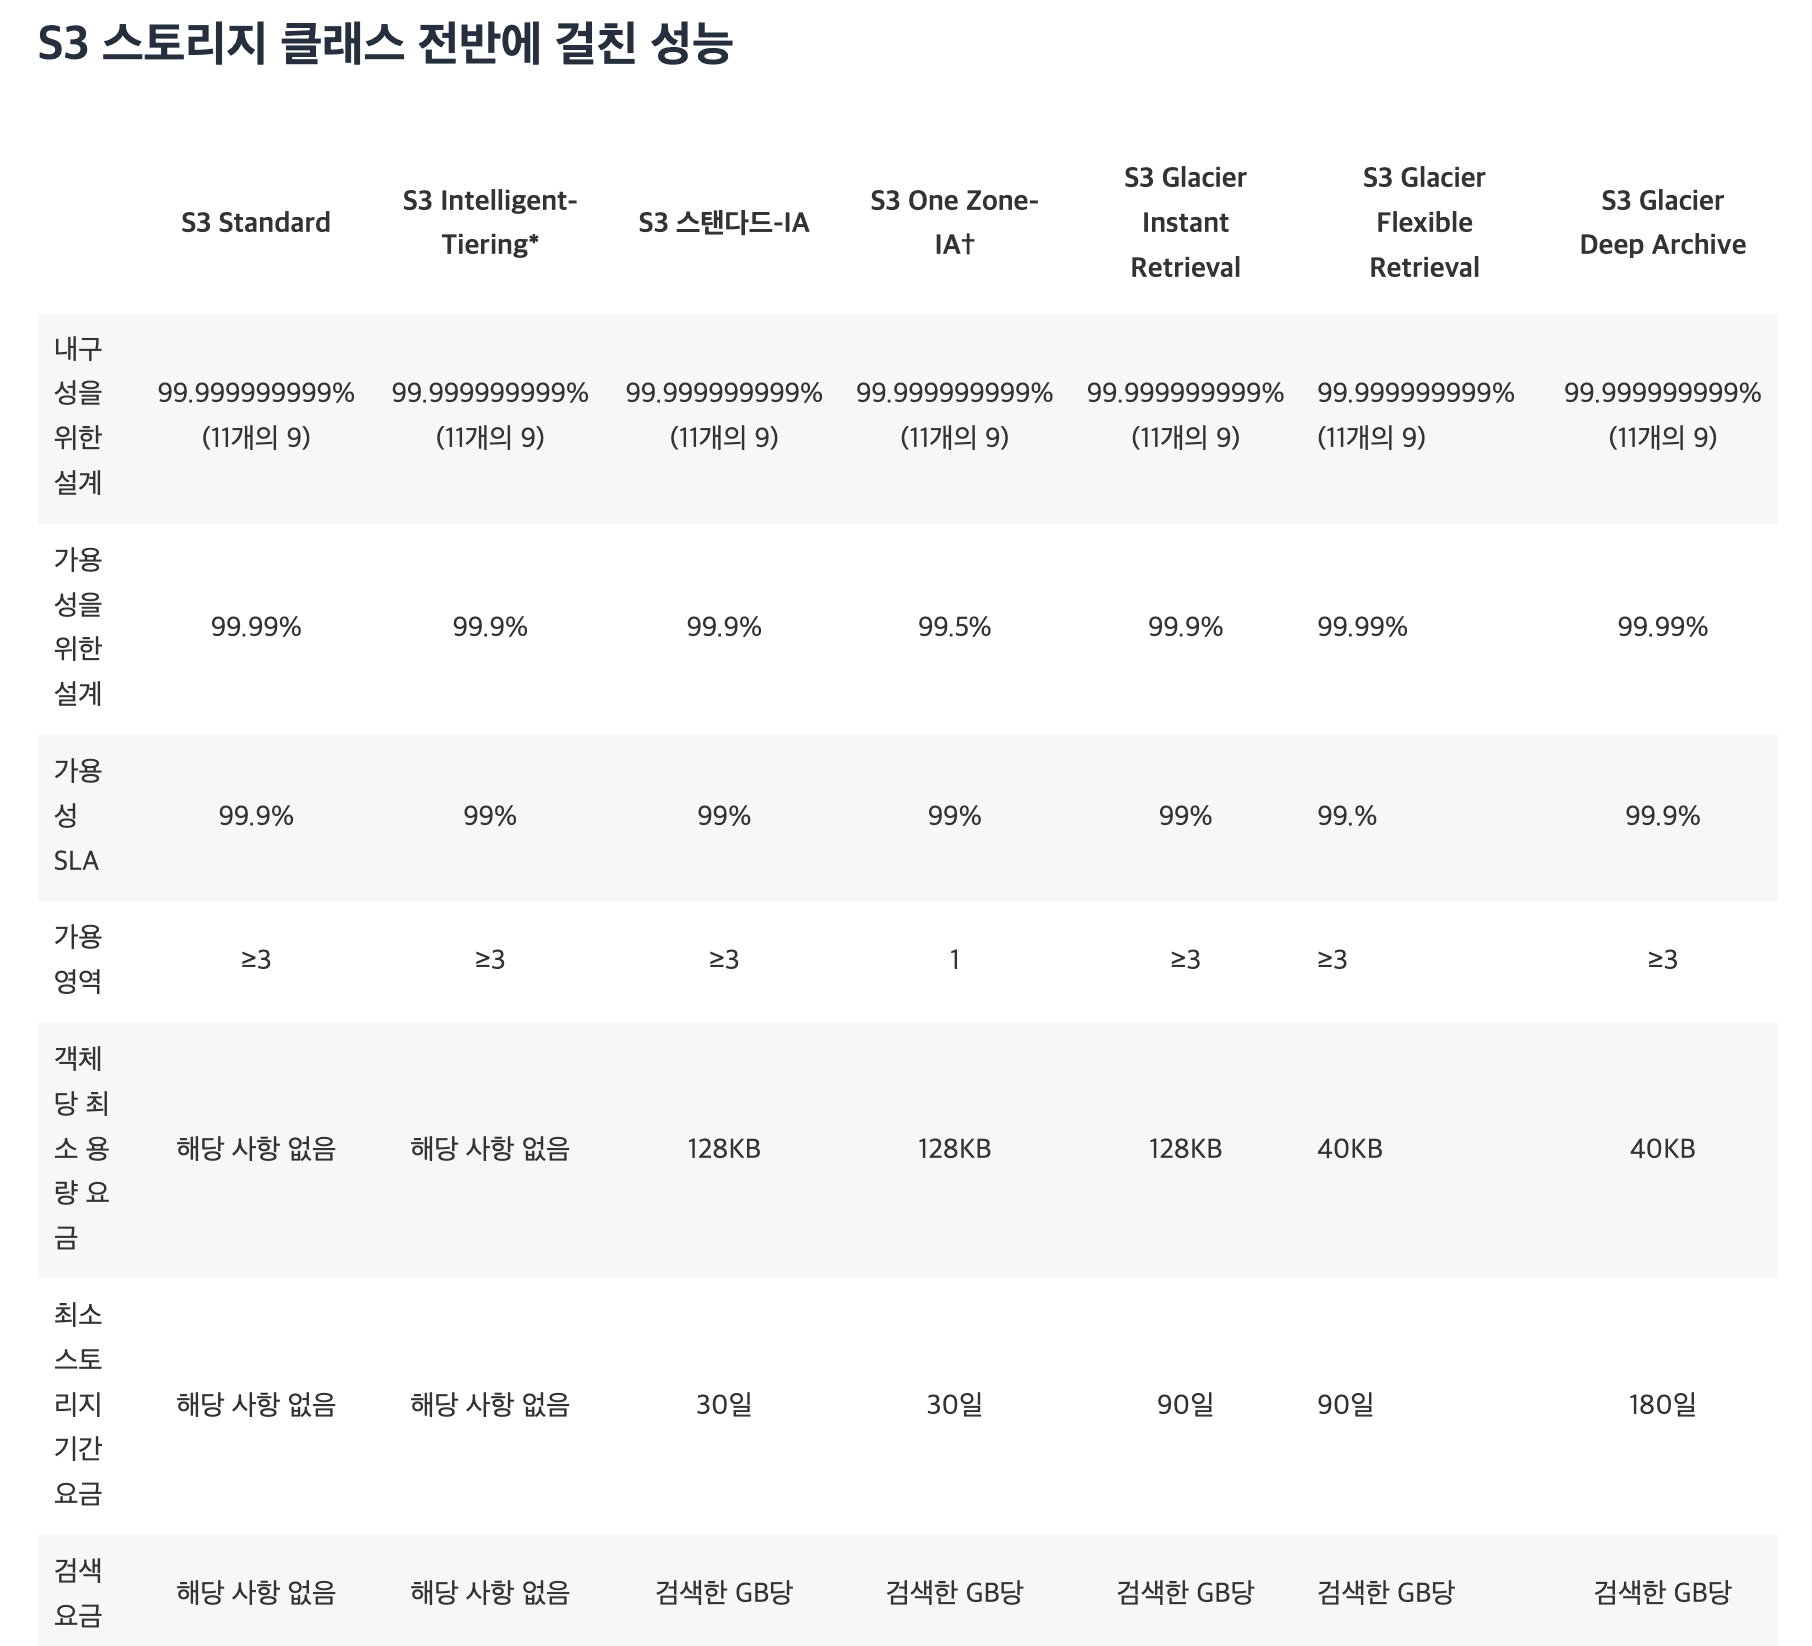 S3 스토리지 클래스 전반에 걸친 성능
S3 Standard
S3 Intelligent-
Tiering*
S3 스탠다드-IA
S3 One Zone-
IA†
S3 Glacier
Instant
Retrieval
S3 Glacier
Flexible
Retrieval
S3 Glacier
Deep Archive
내구
성을
위한
설계
99.999999999%
(11개의 9)
99.999999999%
(11개의 9)
99.999999999%
(11개의 9)
99.999999999%
(11개의 9)
99.999999999%
(11개의 9)
99.999999999%
(11개의 9)
99.999999999%
(11개의 9)
가용
성을
위한
설계
99.99%
99.9%
99.9%
99.5%
99.9%
99.99%
99.99%
가용
성
SLA
99.9%
99%
99%
99%
99%
99.%
99.9%
가용
영역
≥3
≥3
≥3
1
≥3
≥3
≥3
객체
당 최
소 용
량 요
금
해당 사항 없음
해당 사항 없음
128KB
128KB
128KB
40KB
40KB
최소
스토
리지
기간
요금
해당 사항 없음
해당 사항 없음
30일
30일
90일
90일
180일
검색
요금
해당 사항 없음
해당 사항 없음
검색한 GB당
검색한 GB당
검색한 GB당
검색한 GB당
검색한 GB당